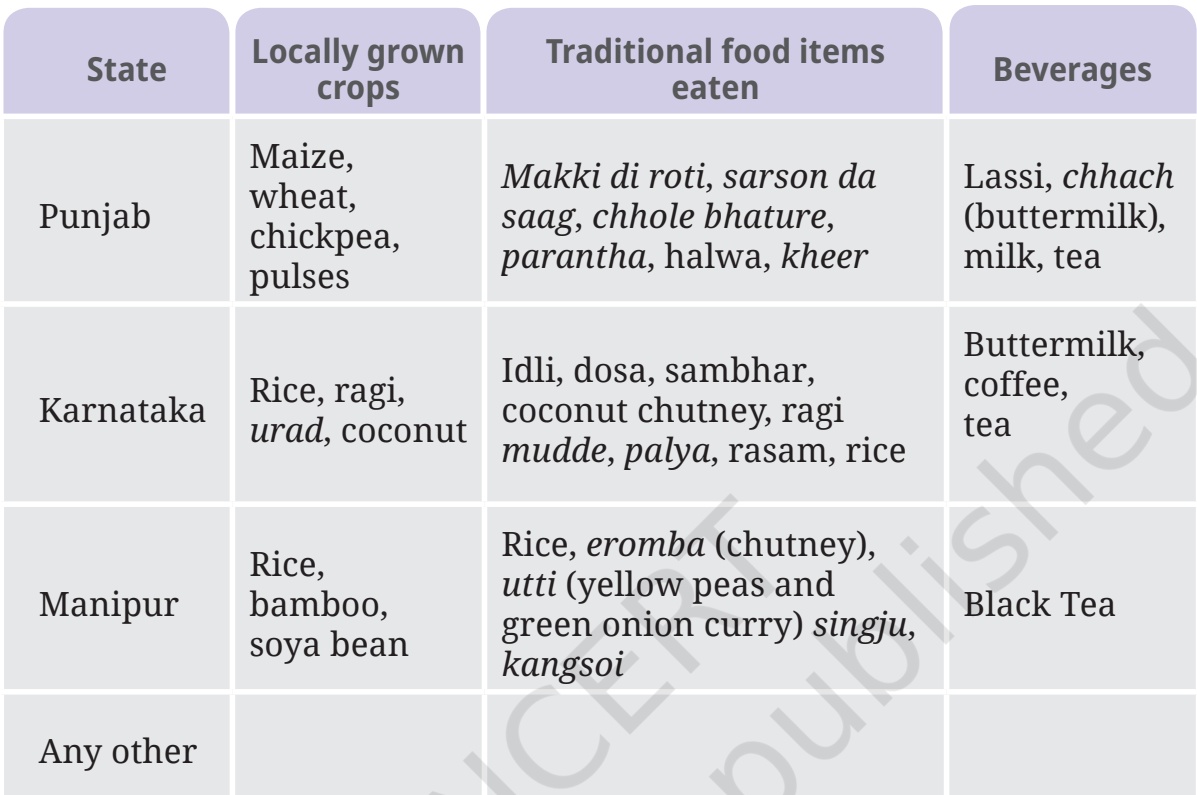 State
Locally grown
crops
Traditional food items
eaten
Beverages
Punjab
Maize,
wheat,
chickpea,
pulses
Makki di roti, sarson da
saag, chhole bhature,
parantha, halwa, kheer
Lassi, chhach
(buttermilk),
milk, tea
Karnataka
Rice, ragi,
urad, coconut
Idli, dosa, sambhar,
coconut chutney, ragi
mudde, palya, rasam, rice
Buttermilk,
coffee,
tea
Manipur
Rice,
bamboo,
soya bean
Rice, eromba (chutney),
utti (yellow peas and
green onion curry) singju,
kangsoi
Black Tea
Any other
NCERT
published